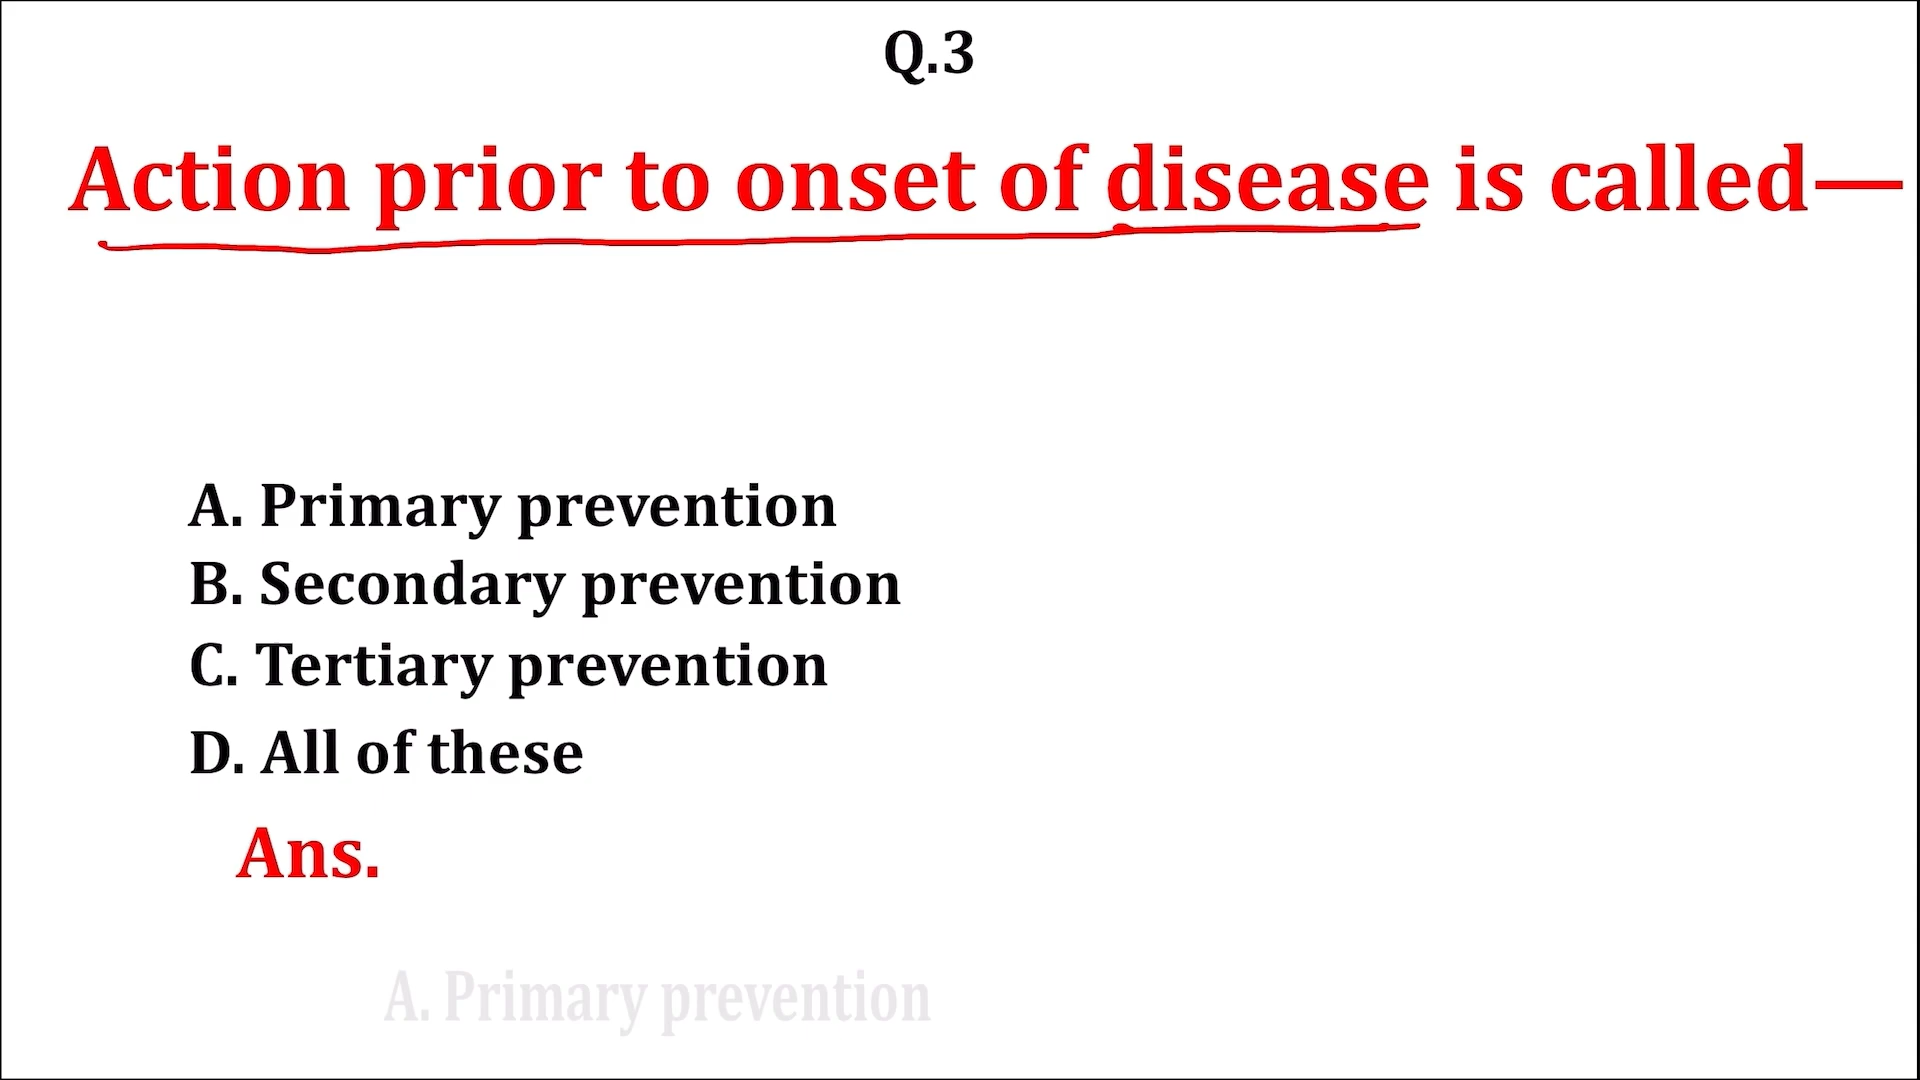 Q.3
Action prior to onset of disease is called—
A. Primary prevention
B. Secondary prevention
C. Tertiary prevention
D. All of these
Ans.
A. Primary prevention